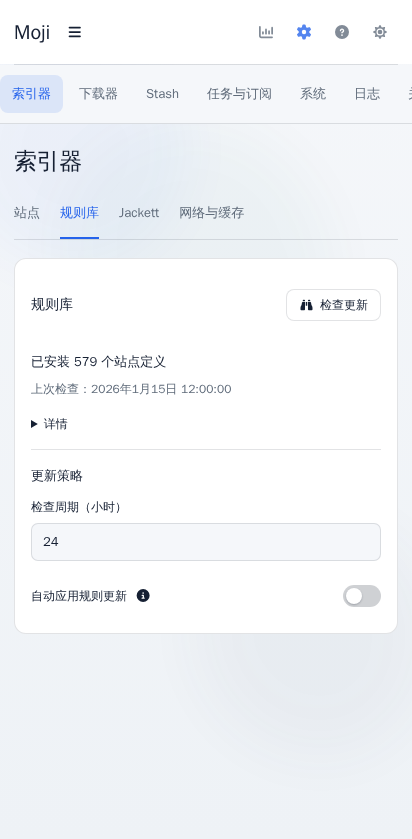 Moji
索引器 下载器 Stash 任务与订阅 系统 日志
索引器
站点 规则库 Jackett 网络与缓存
规则库 检查更新
已安装 579 个站点定义
上次检查：2026年1月15日 12:00:00
详情
更新策略
检查周期（小时）
24
自动应用规则更新